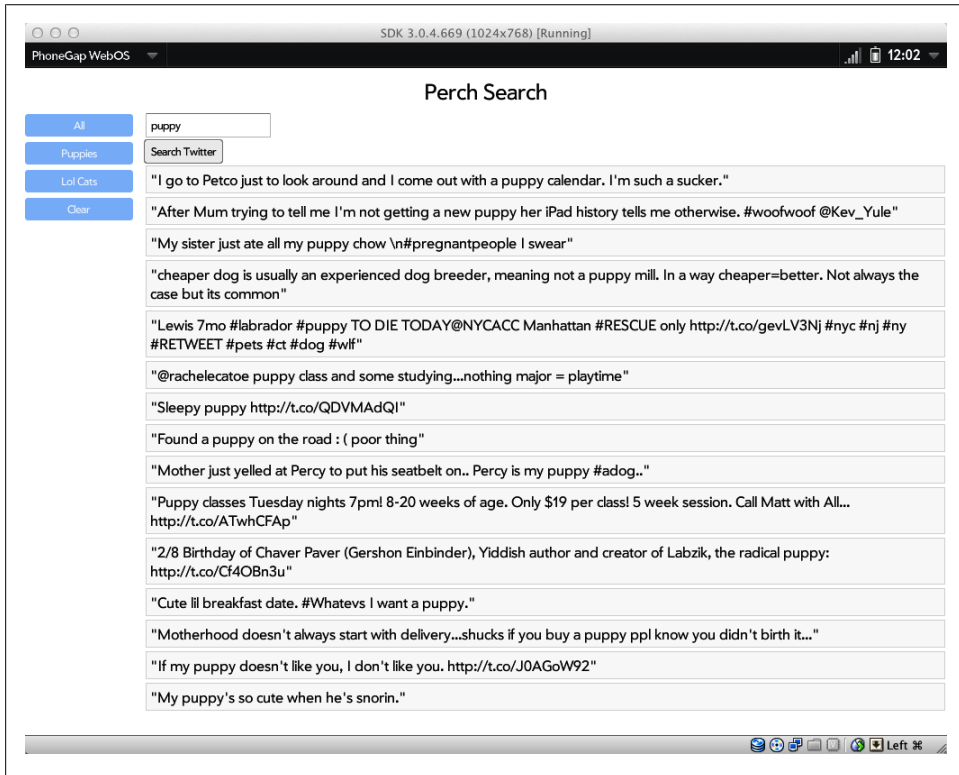 SDK 3.0.4.669 (1024x768) [Running]
PhoneGap WebOS
12:02
Perch Search
All
Puppies
Lol Cats
Clear
puppy
Search Twitter
"I go to Petco just to look around and I come out with a puppy calendar. I'm such a sucker."
"After Mum trying to tell me I'm not getting a new puppy her iPad history tells me otherwise. #woofwoof @Kev_Yule"
"My sister just ate all my puppy chow \n#pregnantpeople I swear"
"cheaper dog is usually an experienced dog breeder, meaning not a puppy mill. In a way cheaper=better. Not always the
case but its common"
"Lewis 7mo #labrador #puppy TO DIE TODAY@NYCACC Manhattan #RESCUE only http://t.co/gevLV3Nj #nyc #nj #ny
#RETWEET #pets #ct #dog #wlf"
"@rachelecatoe puppy class and some studying...nothing major = playtime"
"Sleepy puppy http://t.co/QDVMAdQI"
"Found a puppy on the road : ( poor thing"
"Mother just yelled at Percy to put his seatbelt on.. Percy is my puppy #adog.."
"Puppy classes Tuesday nights 7pm! 8-20 weeks of age. Only $19 per class! 5 week session. Call Matt with All...
http://t.co/ATwhCFAp"
"2/8 Birthday of Chaver Paver (Gershon Einbinder), Yiddish author and creator of Labzik, the radical puppy:
http://t.co/Cf4OBn3u"
"Cute lil breakfast date. #Whatevs I want a puppy."
"Motherhood doesn't always start with delivery...shucks if you buy a puppy ppl know you didn't birth it..."
"If my puppy doesn't like you, I don't like you. http://t.co/J0AGoW92"
"My puppy's so cute when he's snorin."
Left ⌘